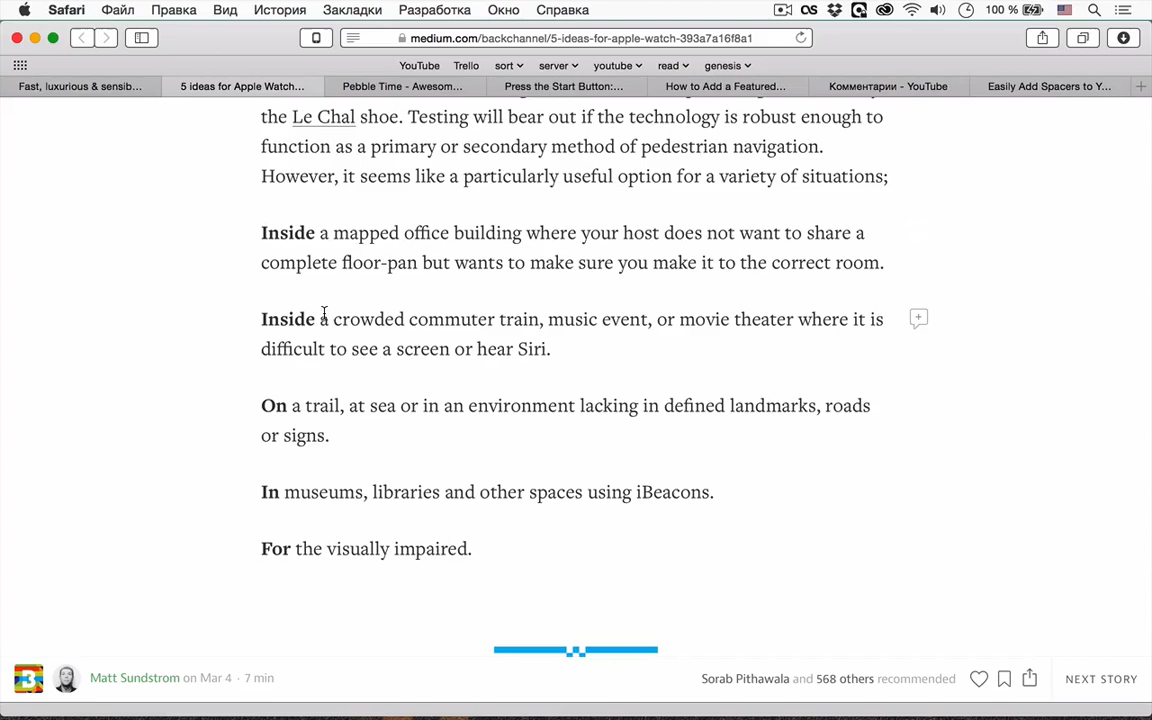 Safari Файл Правка Вид История Закладки Разработка Окно Справка 100 %
medium.com/backchannel/5-ideas-for-apple-watch-393a7a16f8a1
YouTube Trello sort server youtube read genesis
Fast, luxurious & sensib... 5 ideas for Apple Watch... Pebble Time - Awesom... Press the Start Button:... How to Add a Featured... Комментарии - YouTube Easily Add Spacers to Y...
the Le Chal shoe. Testing will bear out if the technology is robust enough to
function as a primary or secondary method of pedestrian navigation.
However, it seems like a particularly useful option for a variety of situations;
Inside a mapped office building where your host does not want to share a
complete floor-pan but wants to make sure you make it to the correct room.
Inside a crowded commuter train, music event, or movie theater where it is
difficult to see a screen or hear Siri.
On a trail, at sea or in an environment lacking in defined landmarks, roads
or signs.
In museums, libraries and other spaces using iBeacons.
For the visually impaired.
Matt Sundstrom on Mar 4 · 7 min Sorab Pithawala and 568 others recommended NEXT STORY